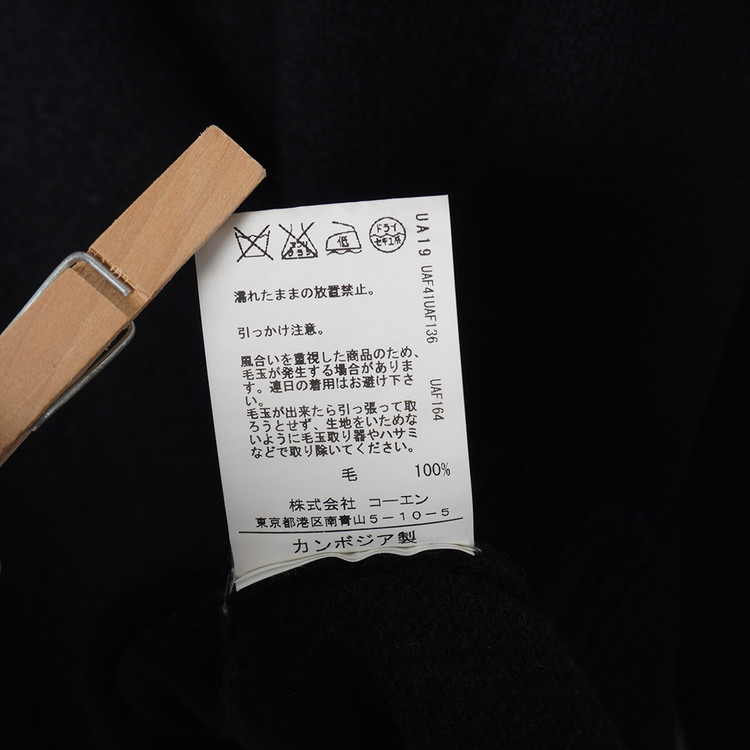 エンソ
サラシ
低
ドライ
セキユ系
濡れたままの放置禁止。
引っかけ注意。
風合いを重視した商品のため、
毛玉が発生する場合がありま
す。連日の着用はお避け下さ
い。
毛玉が出来たら引っ張って取
ろうとせず、生地をいためな
いように毛玉取り器やハサミ
などで取り除いてください。
毛 100%
株式会社 コーエン
東京都港区南青山5-10-5
カンボジア製
UA19 UAF41UAF136 UAF164